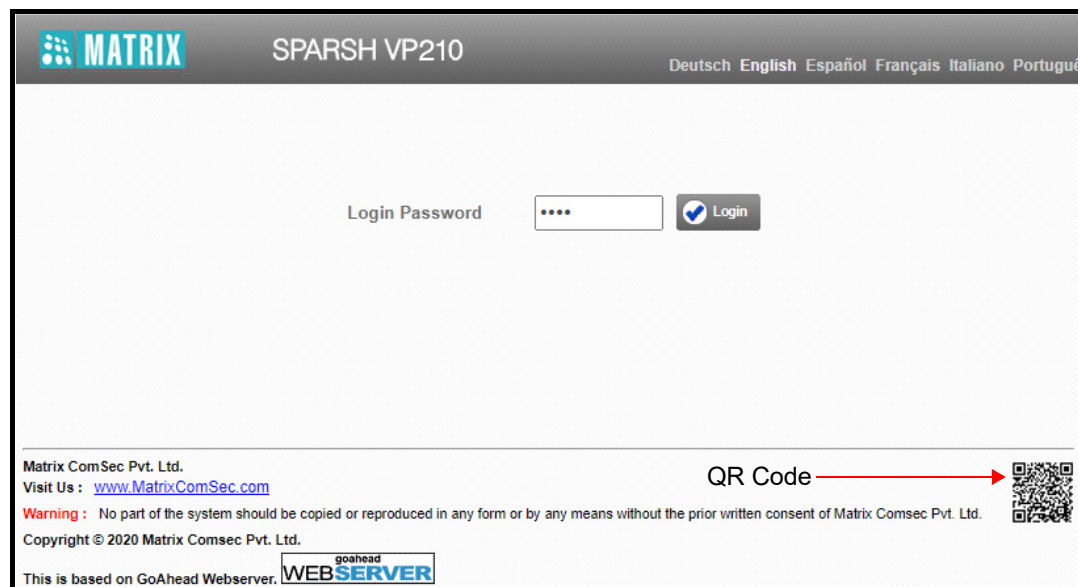 MATRIX SPARSH VP210
Deutsch English Español Français Italiano Portugué
Login Password •••• Login
Matrix ComSec Pvt. Ltd.
Visit Us : www.MatrixComSec.com
QR Code
Warning : No part of the system should be copied or reproduced in any form or by any means without the prior written consent of Matrix Comsec Pvt. Ltd.
Copyright © 2020 Matrix Comsec Pvt. Ltd.
This is based on GoAhead Webserver. goahead WEBSERVER